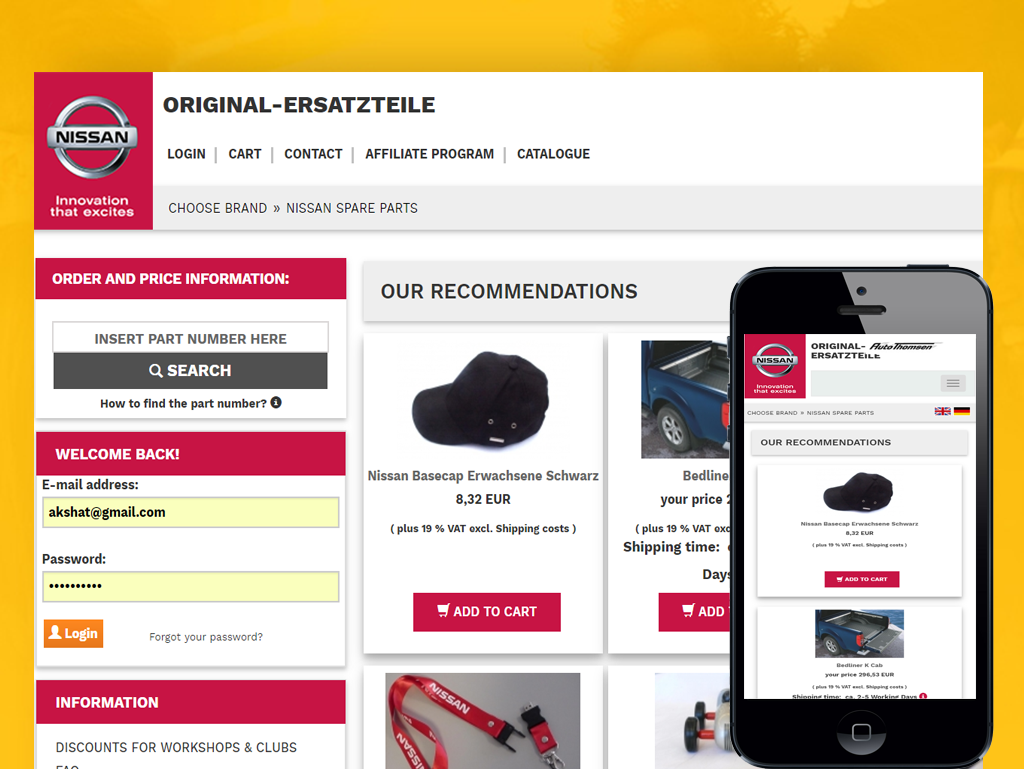 NISSAN
Innovation
that excites
ORIGINAL-ERSATZTEILE
LOGIN | CART | CONTACT | AFFILIATE PROGRAM | CATALOGUE
CHOOSE BRAND » NISSAN SPARE PARTS
ORDER AND PRICE INFORMATION:
INSERT PART NUMBER HERE
SEARCH
How to find the part number?
WELCOME BACK!
E-mail address:
akshat@gmail.com
Password:
••••••••••
Login
Forgot your password?
INFORMATION
DISCOUNTS FOR WORKSHOPS & CLUBS
FAQ
OUR RECOMMENDATIONS
Nissan Basecap Erwachsene Schwarz
8,32 EUR
( plus 19 % VAT excl. Shipping costs )
ADD TO CART
Bedline
your price 2
( plus 19 % VAT exc
Shipping time:
Days
ADD
NISSAN
NISSAN
NISSAN
Innovation
that excites
ORIGINAL-
ERSATZTEILE
AutoThomsen
CHOOSE BRAND » NISSAN SPARE PARTS
OUR RECOMMENDATIONS
Nissan Basecap Erwachsene Schwarz
8,32 EUR
( plus 19 % VAT excl. Shipping costs )
ADD TO CART
Bedliner K Cab
your price 296,53 EUR
( plus 19 % VAT excl. Shipping costs )
Shipping time: ca. 2-5 Working Days